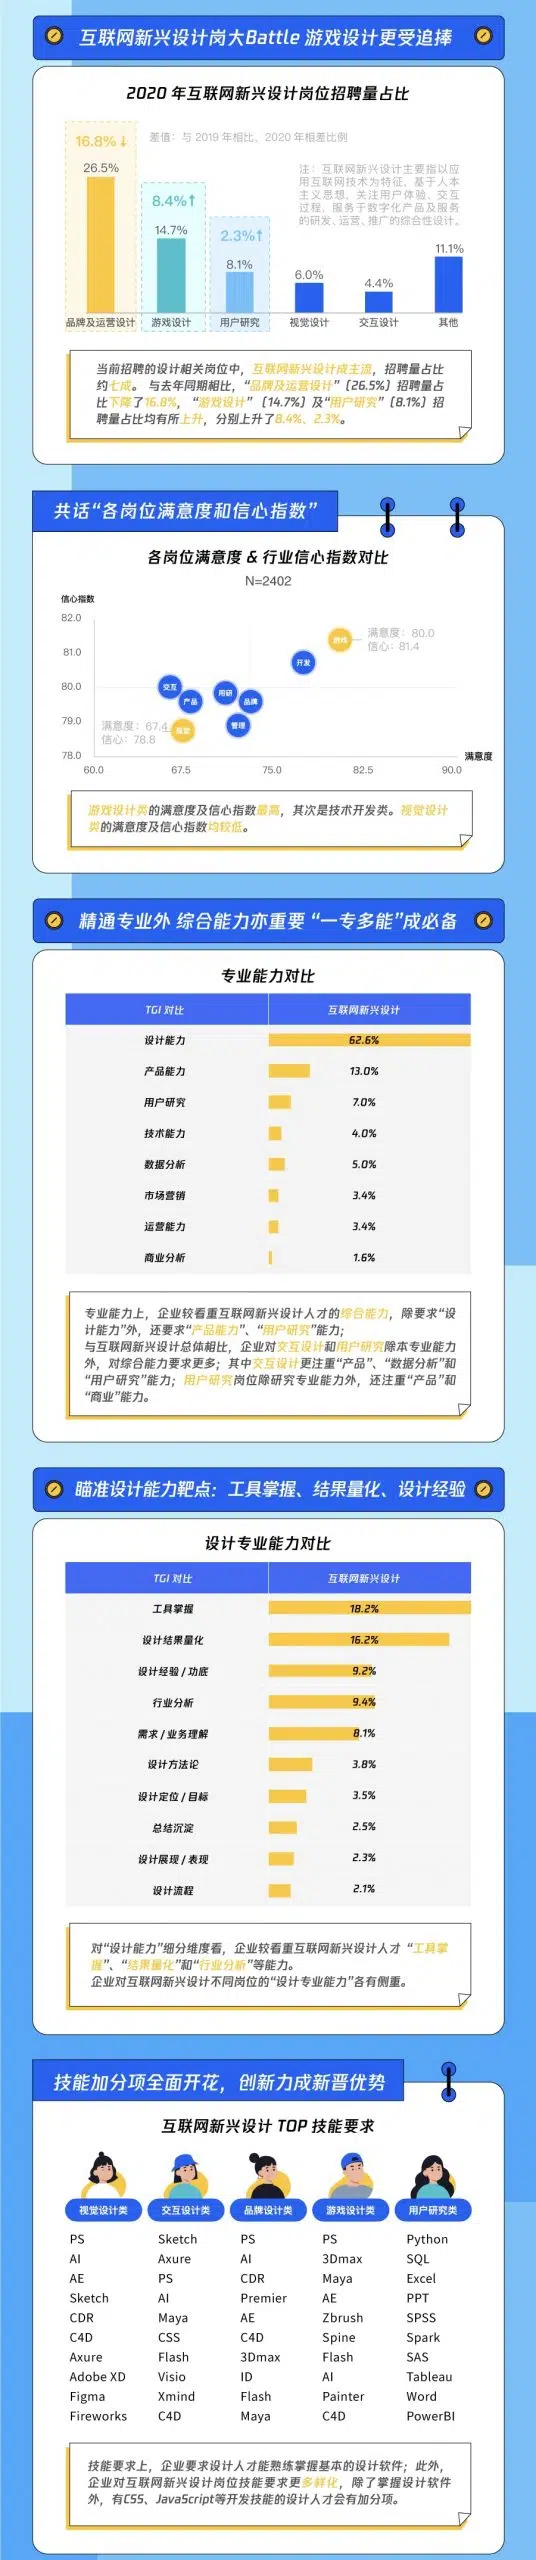 互联网新兴设计岗大Battle 游戏设计更受追捧
2020 年互联网新兴设计岗位招聘量占比
差值：与 2019 年相比、2020 年相差比例
注：互联网新兴设计主要指以应
用互联网技术为特征，基于人本
主义思想，关注用户体验、交互
过程，服务于数字化产品及服务
的研发、运营、推广的综合性设计。
16.8%↓
26.5%
8.4%↑
14.7%
2.3%↑
8.1%
6.0%
4.4%
11.1%
品牌及运营设计 游戏设计 用户研究 视觉设计 交互设计 其他
当前招聘的设计相关岗位中，互联网新兴设计成主流，招聘量占比
约七成。与去年同期相比，“品牌及运营设计”（26.5%）招聘量占
比下降了16.8%，“游戏设计”（14.7%）及“用户研究”（8.1%）招
聘量占比均有所上升，分别上升了8.4%、2.3%。
共话“各岗位满意度和信心指数”
各岗位满意度 & 行业信心指数对比
N=2402
信心指数
82.0
81.0
80.0
79.0
78.0
60.0 67.5 75.0 82.5 90.0
满意度
游戏
满意度：80.0
信心：81.4
开发
交互
产品
用研
品牌
管理
视觉
满意度：67.4
信心：78.8
游戏设计类的满意度及信心指数最高，其次是技术开发类。视觉设计
类的满意度及信心指数均较低。
精通专业外 综合能力亦重要 “一专多能”成必备
专业能力对比
TGI 对比 互联网新兴设计
设计能力 62.6%
产品能力 13.0%
用户研究 7.0%
技术能力 4.0%
数据分析 5.0%
市场营销 3.4%
运营能力 3.4%
商业分析 1.6%
专业能力上，企业较看重互联网新兴设计人才的综合能力，除要求“设
计能力”外，还要求“产品能力”、“用户研究”能力；
与互联网新兴设计总体相比，企业对交互设计和用户研究除本专业能力
外，对综合能力要求更多；其中交互设计更注重“产品”、“数据分析”和
“用户研究”能力；用户研究岗位除研究专业能力外，还注重“产品”和
“商业”能力。
瞄准设计能力靶点：工具掌握、结果量化、设计经验
设计专业能力对比
TGI 对比 互联网新兴设计
工具掌握 18.2%
设计结果量化 16.2%
设计经验 / 功底 9.2%
行业分析 9.4%
需求 / 业务理解 8.1%
设计方法论 3.8%
设计定位 / 目标 3.5%
总结沉淀 2.5%
设计展现 / 表现 2.3%
设计流程 2.1%
对“设计能力”细分维度看，企业较看重互联网新兴设计人才 “工具掌
握”、“结果量化”和“行业分析”等能力。
企业对互联网新兴设计不同岗位的“设计专业能力”各有侧重。
技能加分项全面开花，创新力成新晋优势
互联网新兴设计 TOP 技能要求
视觉设计类 交互设计类 品牌设计类 游戏设计类 用户研究类
PS Sketch PS PS Python
AI Axure AI 3Dmax SQL
AE PS CDR Maya Excel
Sketch AI Premier AE PPT
CDR Maya AE Zbrush SPSS
C4D CSS C4D Spine Spark
Axure Flash 3Dmax Flash SAS
Adobe XD Visio ID AI Tableau
Figma Xmind Flash Painter Word
Fireworks C4D Maya C4D PowerBI
技能要求上，企业要求设计人才能熟练掌握基本的设计软件；此外，
企业对互联网新兴设计岗位技能要求更多样化，除了掌握设计软件
外，有CSS、JavaScript等开发技能的设计人才会有加分项。